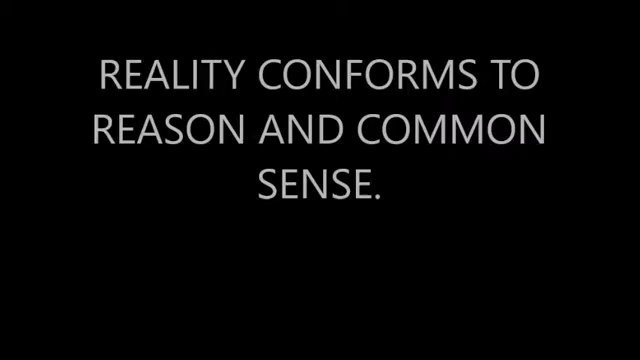 REALITY CONFORMS TO
REASON AND COMMON
SENSE.